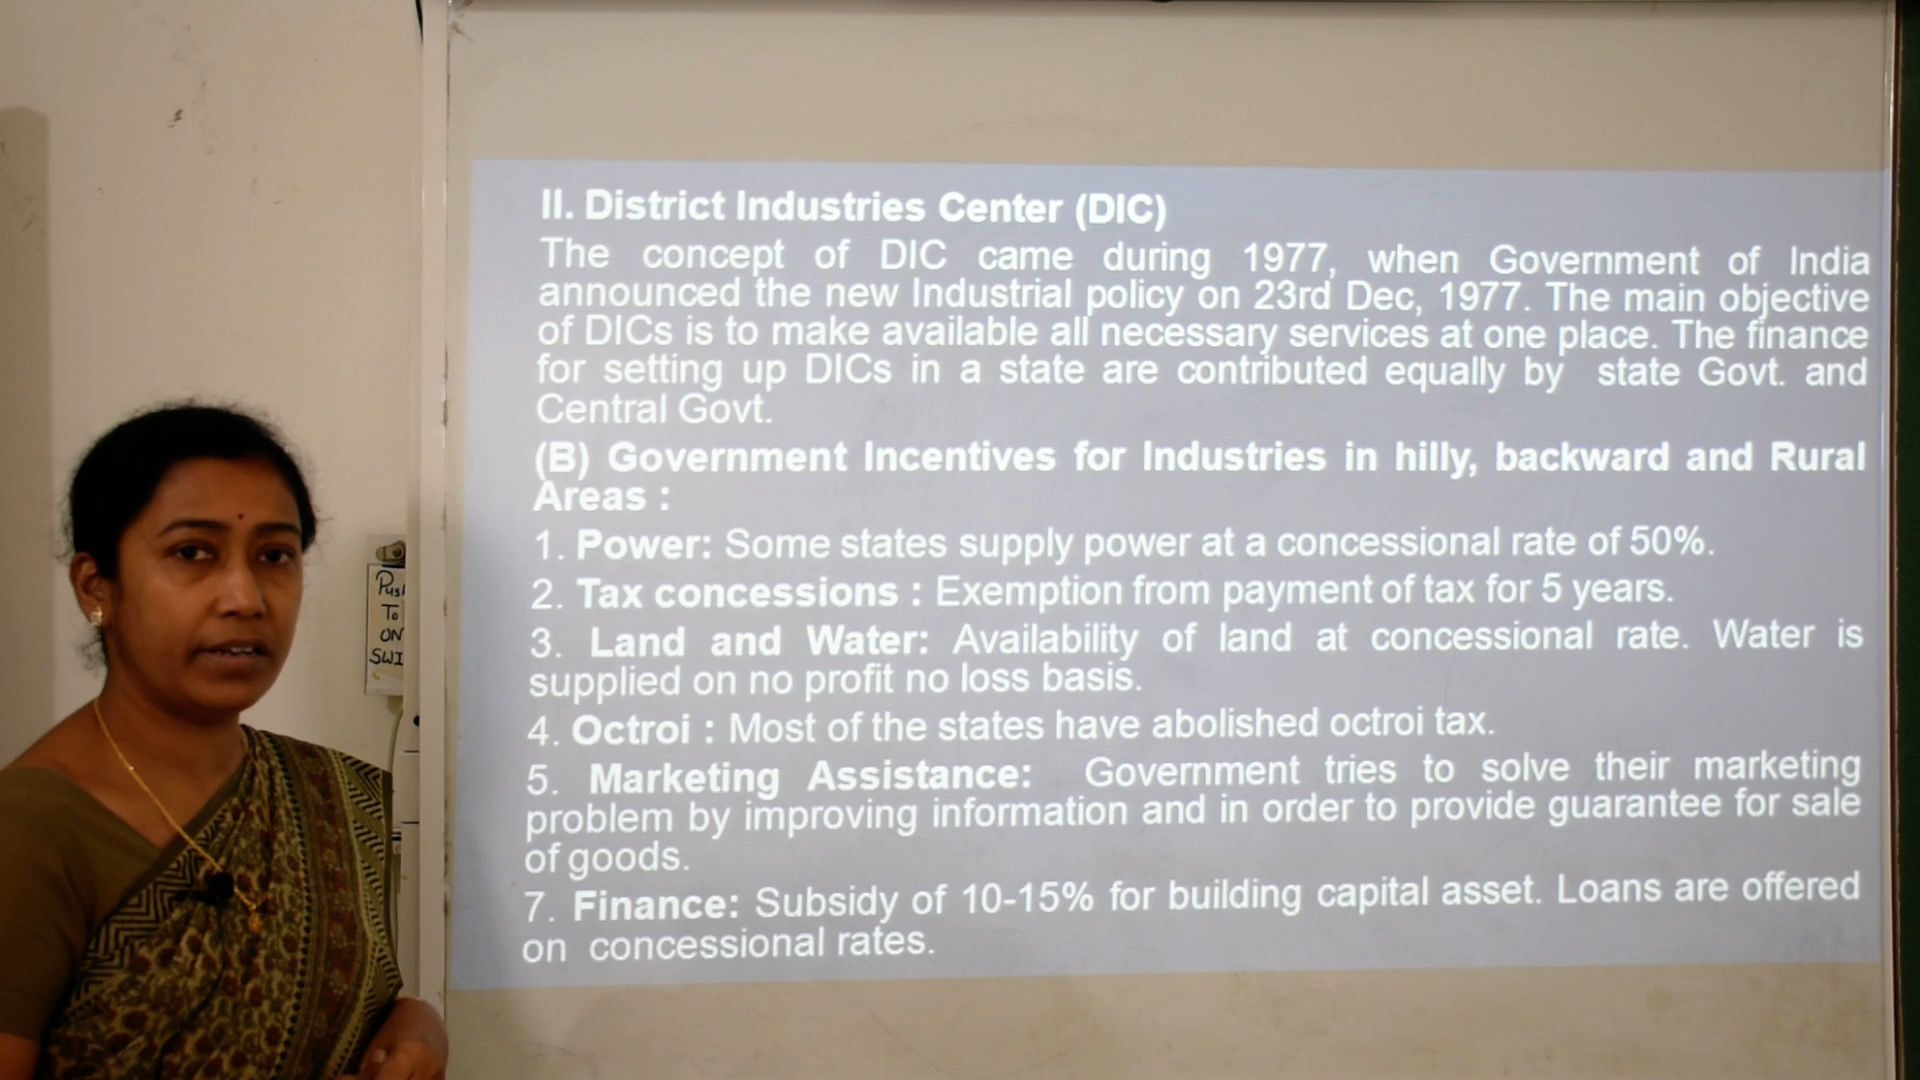 II. District Industries Center (DIC)
The concept of DIC came during 1977, when Government of India
announced the new Industrial policy on 23rd Dec, 1977. The main objective
of DICs is to make available all necessary services at one place. The finance
for setting up DICs in a state are contributed equally by state Govt. and
Central Govt.
(B) Government Incentives for Industries in hilly, backward and Rural
Areas :
1. Power: Some states supply power at a concessional rate of 50%.
2. Tax concessions : Exemption from payment of tax for 5 years.
3. Land and Water: Availability of land at concessional rate. Water is
supplied on no profit no loss basis.
4. Octroi : Most of the states have abolished octroi tax.
5. Marketing Assistance: Government tries to solve their marketing
problem by improving information and in order to provide guarantee for sale
of goods.
7. Finance: Subsidy of 10-15% for building capital asset. Loans are offered
on concessional rates.
To
ON